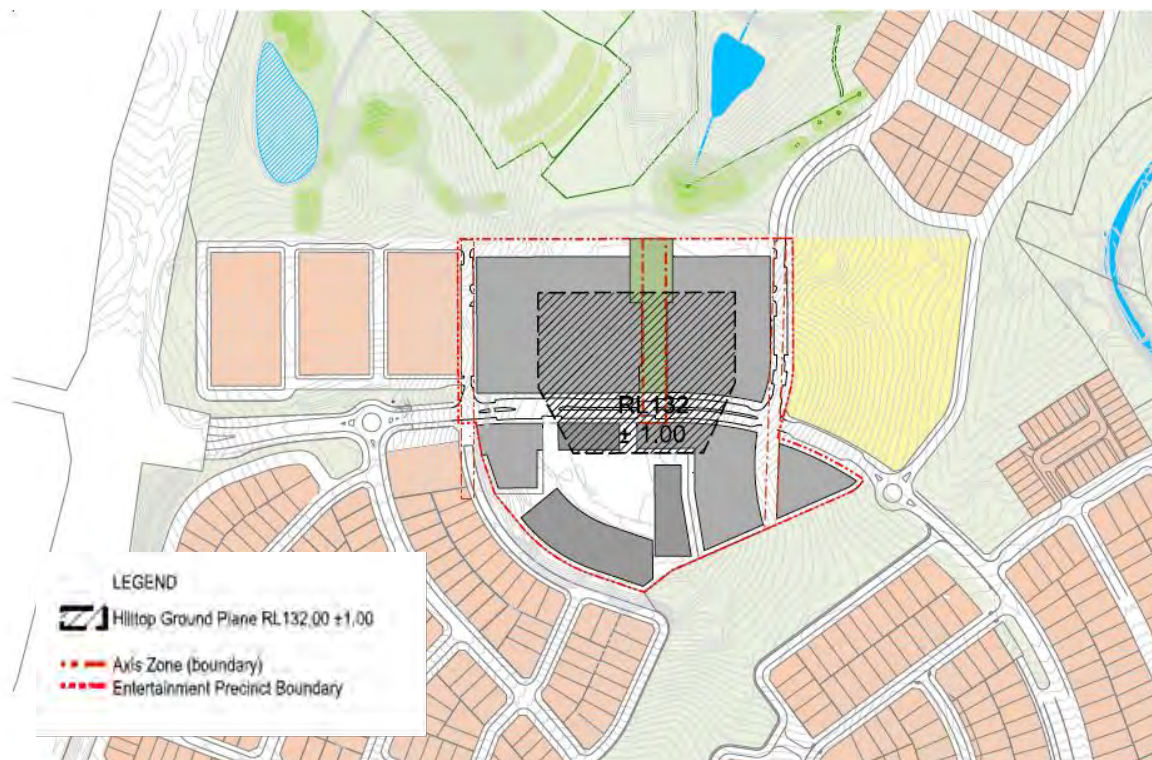 RL132
± 1.00
LEGEND
Hilltop Ground Plane RL132.00 ±1.00
Axis Zone (boundary)
Entertainment Precinct Boundary